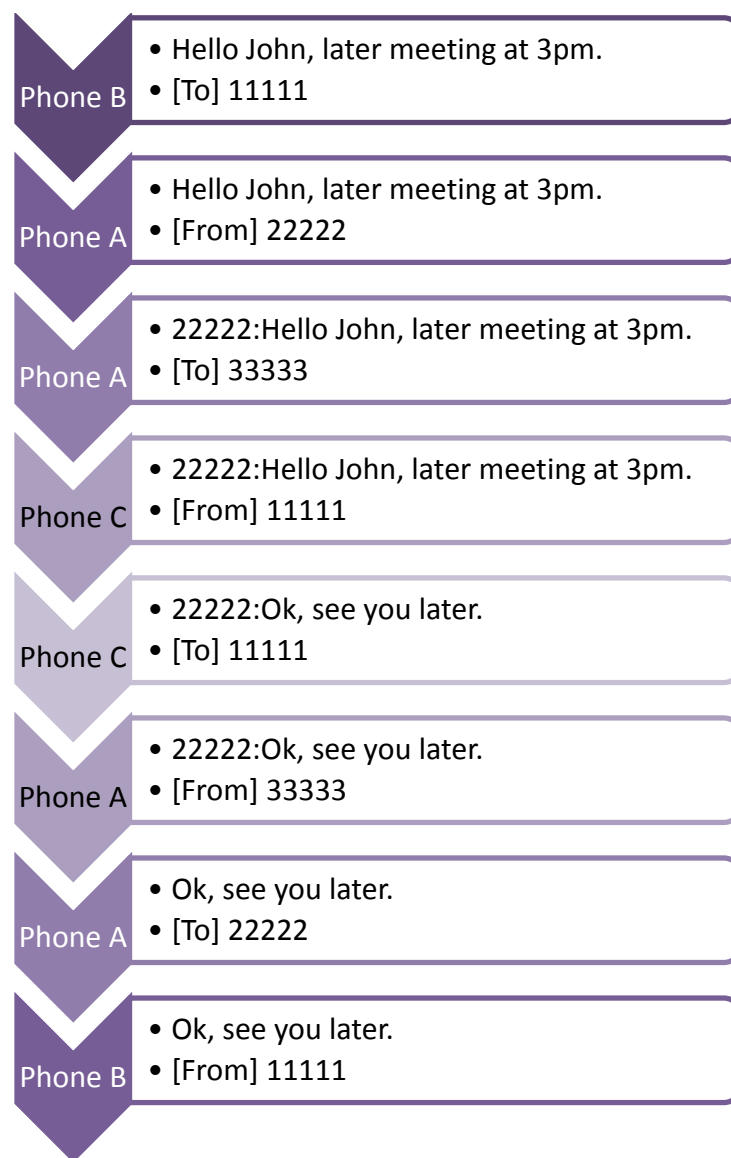 Phone B
• Hello John, later meeting at 3pm.
• [To] 11111
Phone A
• Hello John, later meeting at 3pm.
• [From] 22222
Phone A
• 22222:Hello John, later meeting at 3pm.
• [To] 33333
Phone C
• 22222:Hello John, later meeting at 3pm.
• [From] 11111
Phone C
• 22222:Ok, see you later.
• [To] 11111
Phone A
• 22222:Ok, see you later.
• [From] 33333
Phone A
• Ok, see you later.
• [To] 22222
Phone B
• Ok, see you later.
• [From] 11111